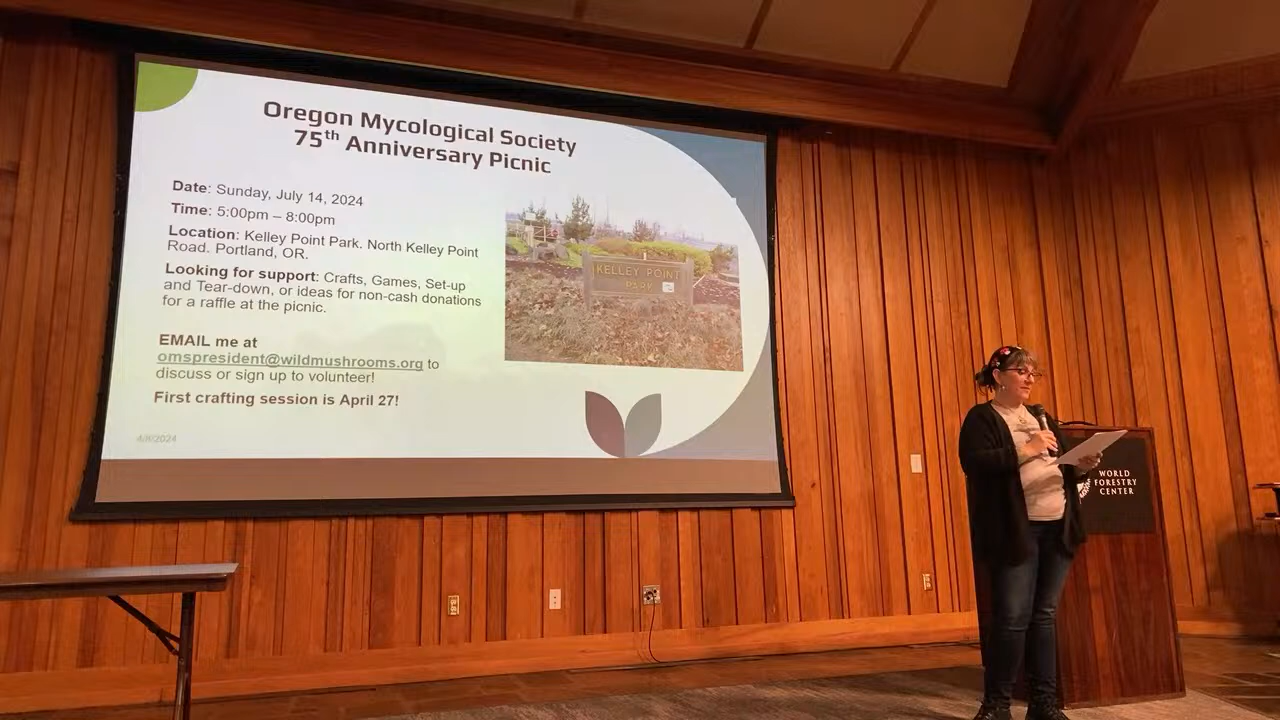 Oregon Mycological Society
75th Anniversary Picnic
Date: Sunday, July 14, 2024
Time: 5:00pm – 8:00pm
Location: Kelley Point Park. North Kelley Point
Road. Portland, OR.
Looking for support: Crafts, Games, Set-up
and Tear-down, or ideas for non-cash donations
for a raffle at the picnic.
EMAIL me at
omspresident@wildmushrooms.org to
discuss or sign up to volunteer!
First crafting session is April 27!
KELLEY POINT
PARK
WORLD
FORESTRY
CENTER